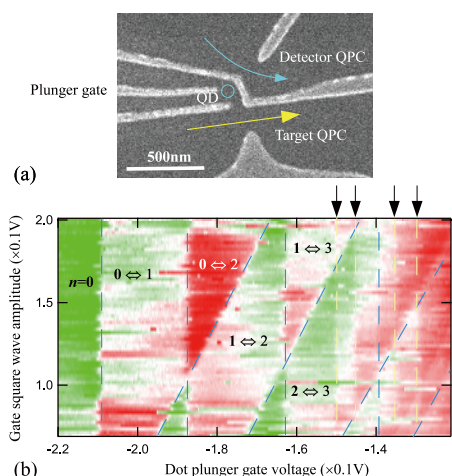 Detector QPC
Plunger gate
QD
Target QPC
500nm
(a)
Gate square wave amplitude (×0.1V)
2.0
1.5
1.0
n=0
0 ⇔ 1
0 ⇔ 2
1 ⇔ 3
1 ⇔ 2
2 ⇔ 3
-2.2 -2.0 -1.8 -1.6 -1.4
(b) Dot plunger gate voltage (×0.1V)